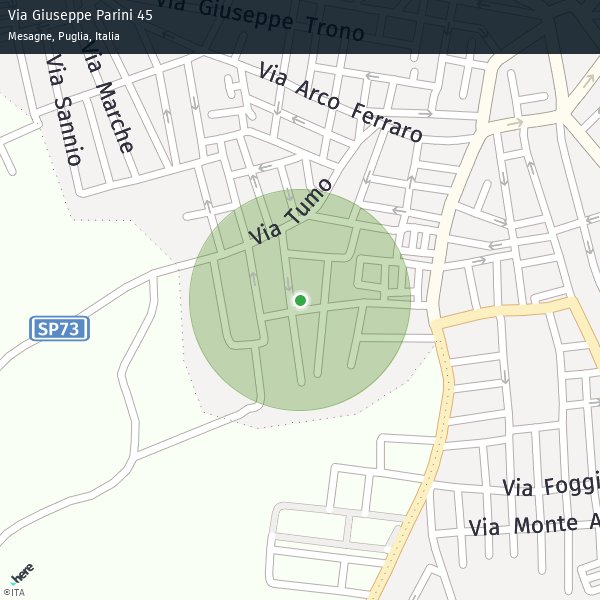 Via Giuseppe Parini 45
Mesagne, Puglia, Italia
Via Giuseppe Trono
Via Sannio
Via Marche
Via Arco Ferraro
Via Tumo
SP73
Via Foggi
Via Monte A
here
©ITA